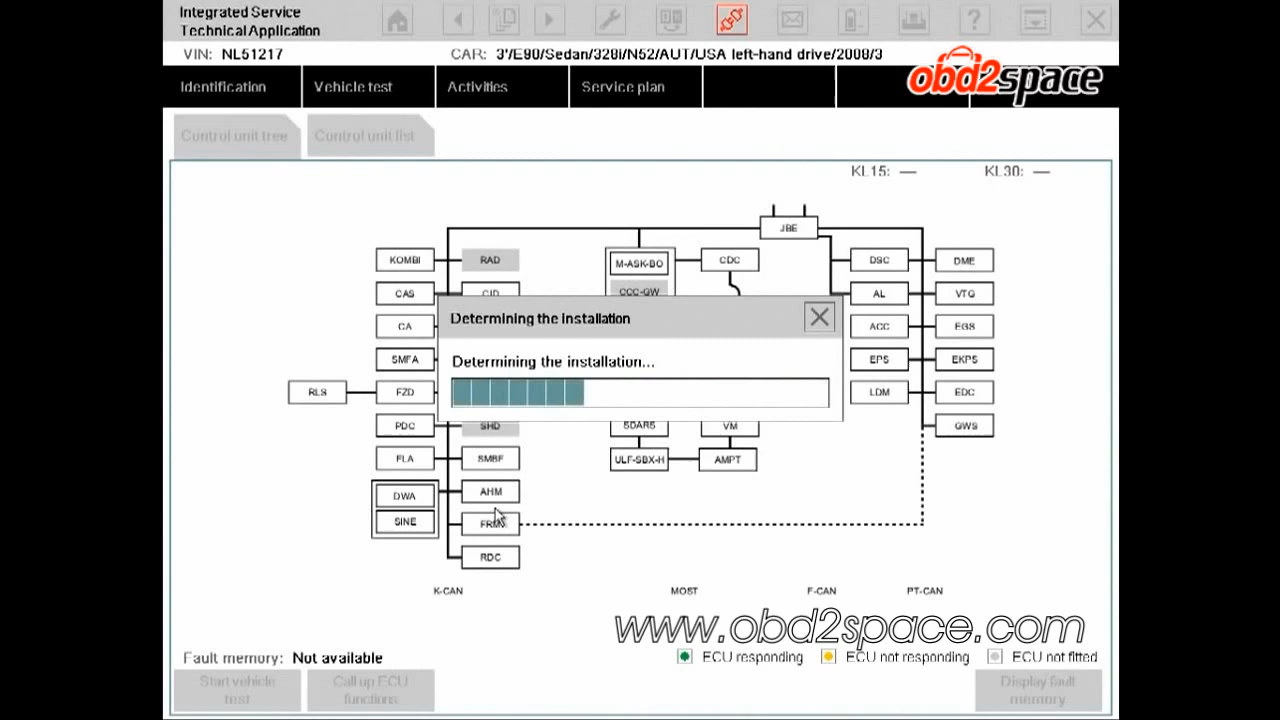 Integrated Service
Technical Application
VIN: NL51217 CAR: 3'/E90/Sedan/328i/N52/AUT/USA left-hand drive/2008/3
obd2space
Identification Vehicle test Activities Service plan
Control unit tree Control unit list
KL15: — KL30: —
JBE
KOMBI RAD M-ASK-BO CDC DSC DME
CAS CID CCC-GW AL VTG
CA ACC EGS
Determining the installation
SMFA EPS EKPS
Determining the installation...
RLS FZD LDM EDC
PDC SHD SDARS VM GWS
FLA SMBF ULF-SBX-H AMPT
DWA AHM
SINE FRM
RDC
K-CAN MOST F-CAN PT-CAN
www.obd2space.com
Fault memory: Not available ECU responding ECU not responding ECU not fitted
Start vehicle
test
Call up ECU
functions
Display fault
memory